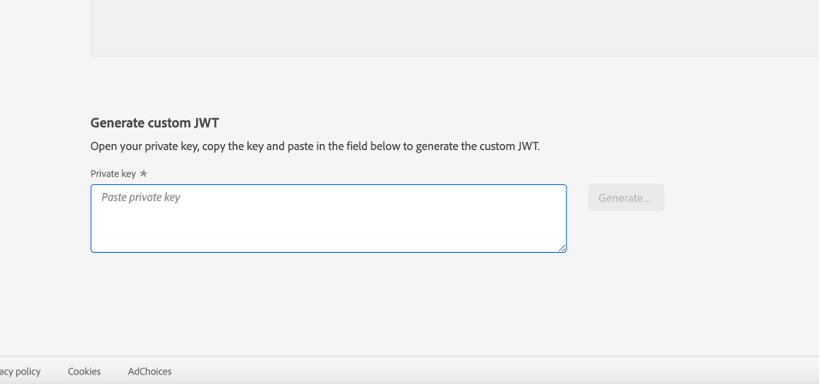 Generate custom JWT
Open your private key, copy the key and paste in the field below to generate the custom JWT.
Private key *
Paste private key
Generate...
acy policy Cookies AdChoices